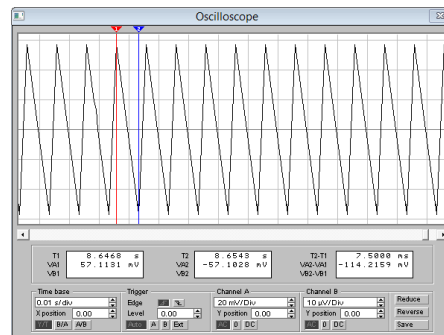 Oscilloscope
1 2
T1 8.6468 s T2 8.6543 s T2-T1 7.5000 ms
VA1 57.1131 mV VA2 -57.1028 mV VA2-VA1 -114.2159 mV
VB1 VB2 VB2-VB1
Time base Trigger Channel A Channel B
0.01 s/div Edge 20 mV/Div 10 µV/Div Reduce
X position 0.00 Level 0.00 Y position 0.00 Y position 0.00 Reverse
Y/T B/A A/B Auto A B Ext AC 0 DC AC 0 DC Save